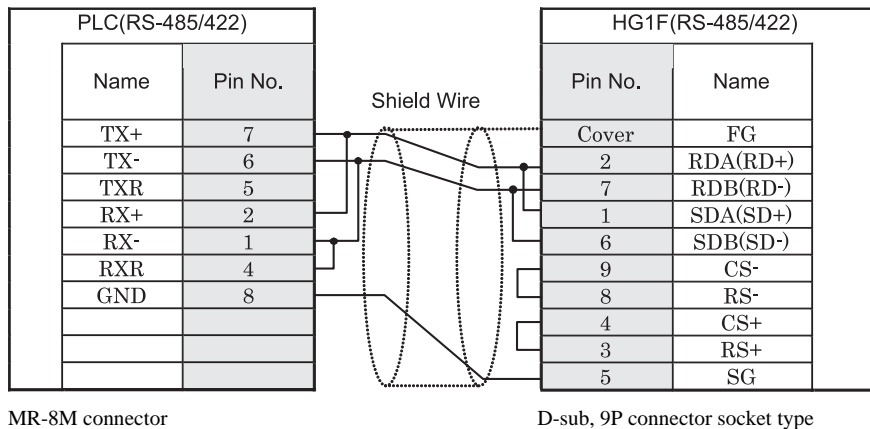 PLC(RS-485/422)
Name Pin No.
TX+ 7
TX- 6
TXR 5
RX+ 2
RX- 1
RXR 4
GND 8
Shield Wire
HG1F(RS-485/422)
Pin No. Name
Cover FG
2 RDA(RD+)
7 RDB(RD-)
1 SDA(SD+)
6 SDB(SD-)
9 CS-
8 RS-
4 CS+
3 RS+
5 SG
MR-8M connector
D-sub, 9P connector socket type